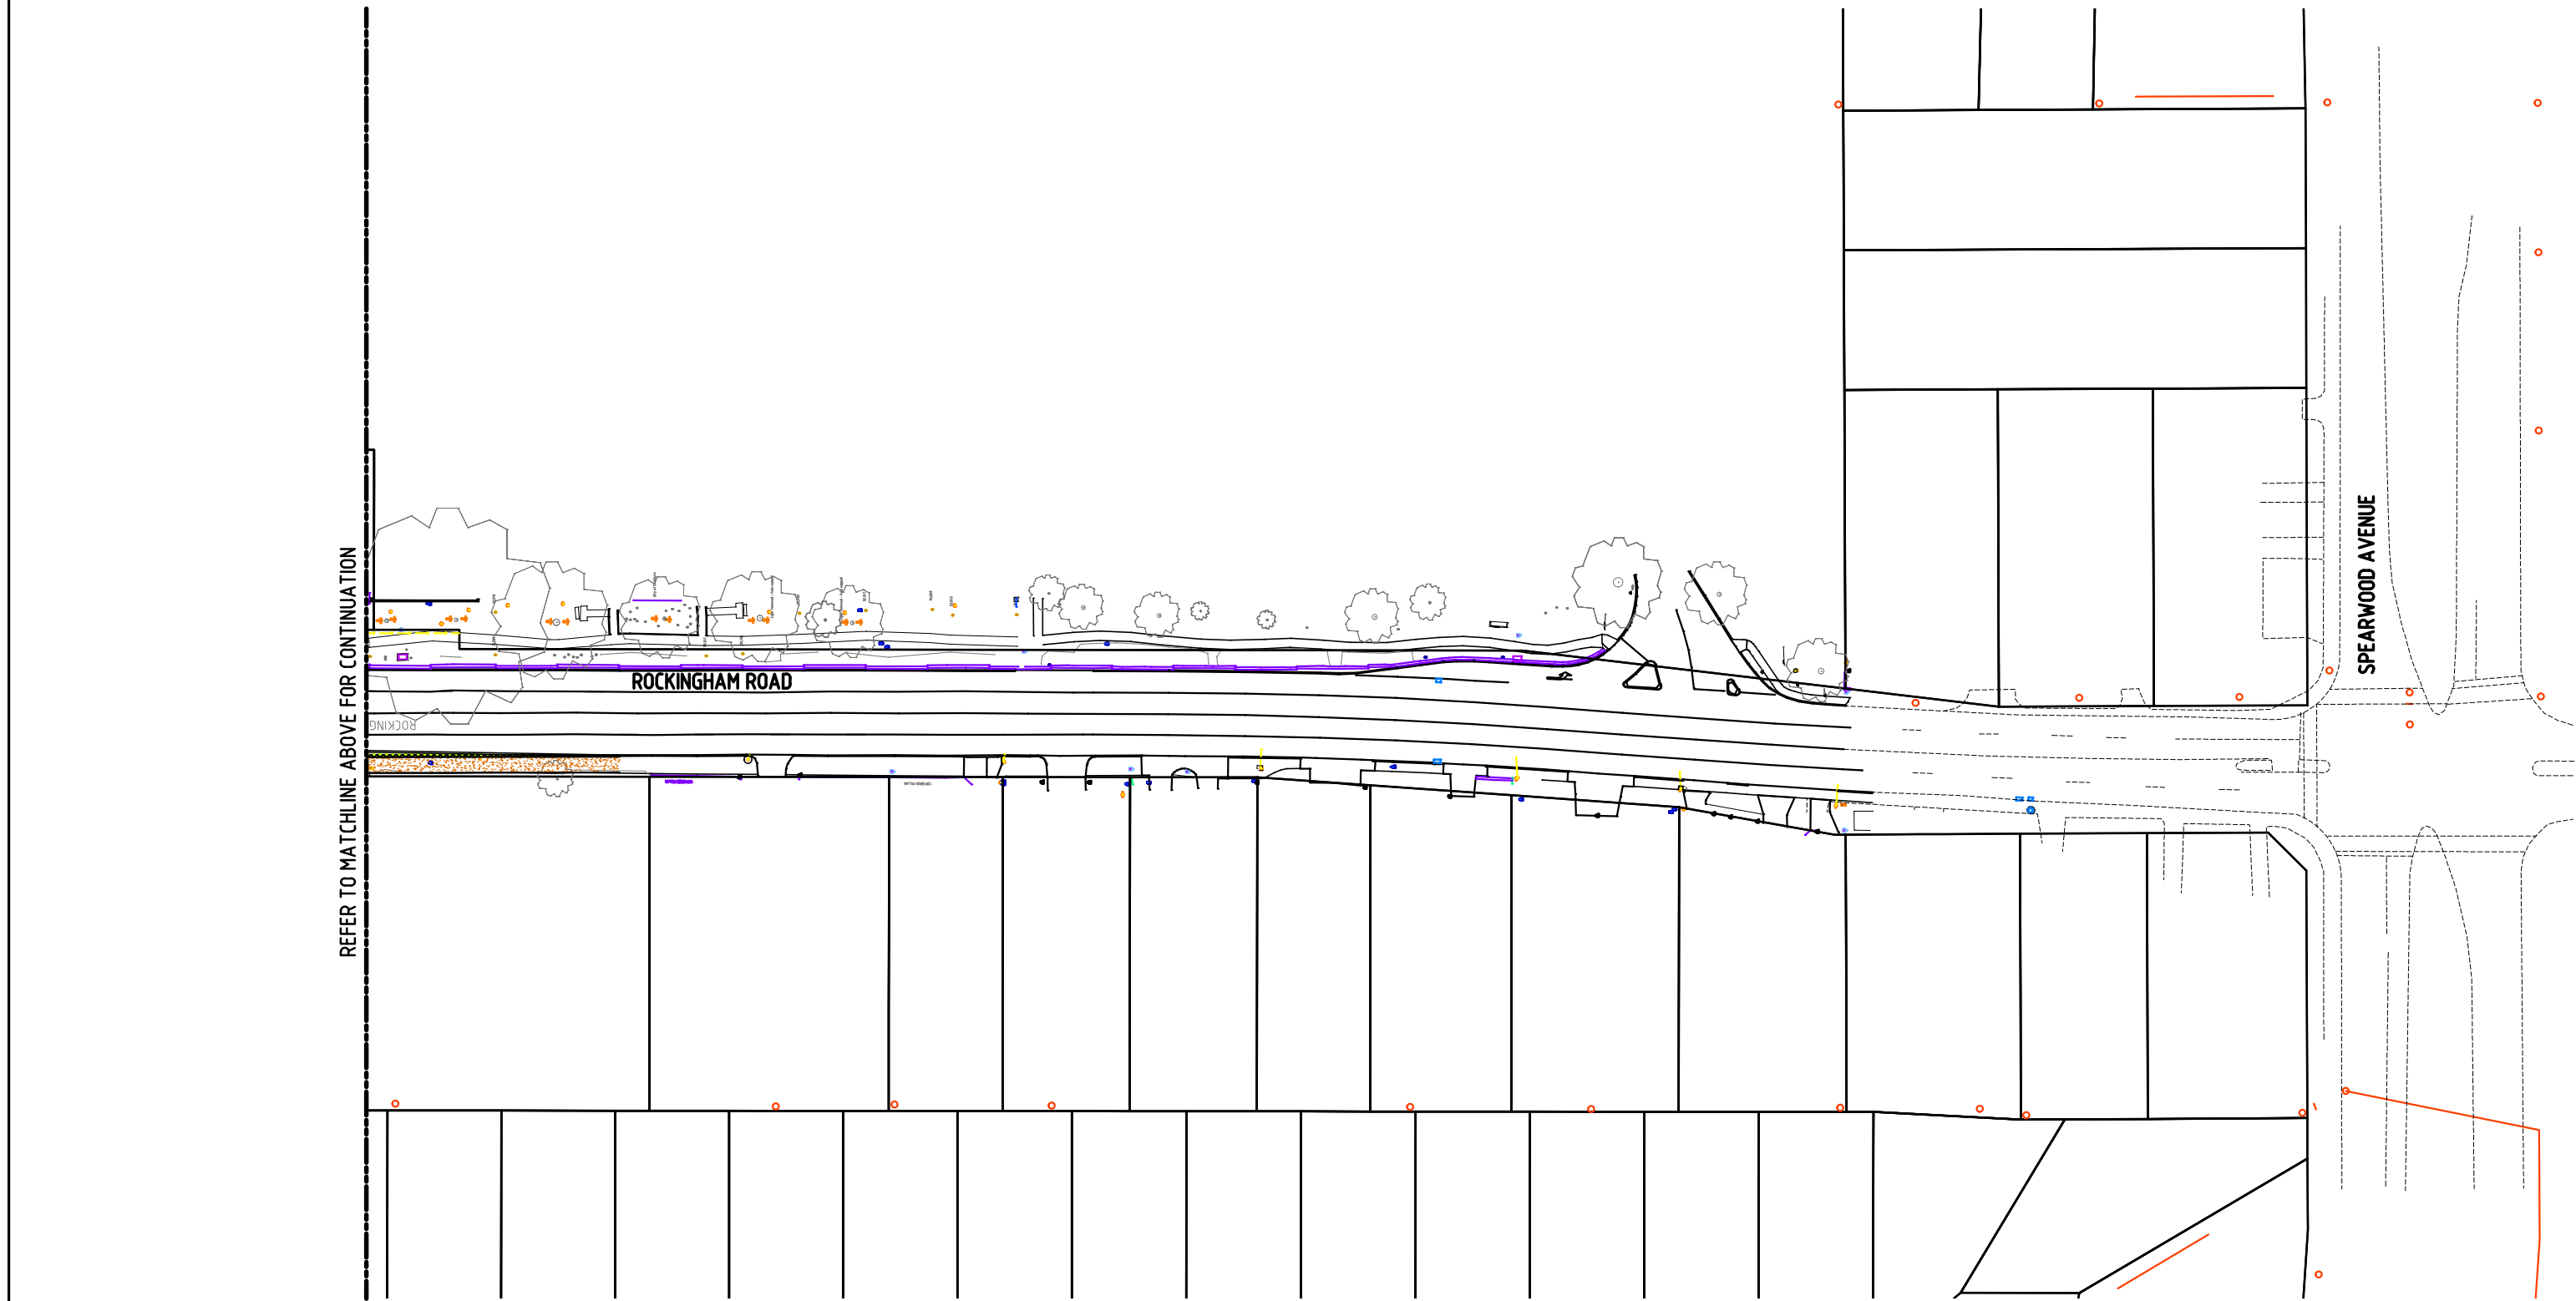 REFER TO MATCHLINE ABOVE FOR CONTINUATION
ROCKINGHAM ROAD
ROCKING
SPEARWOOD AVENUE